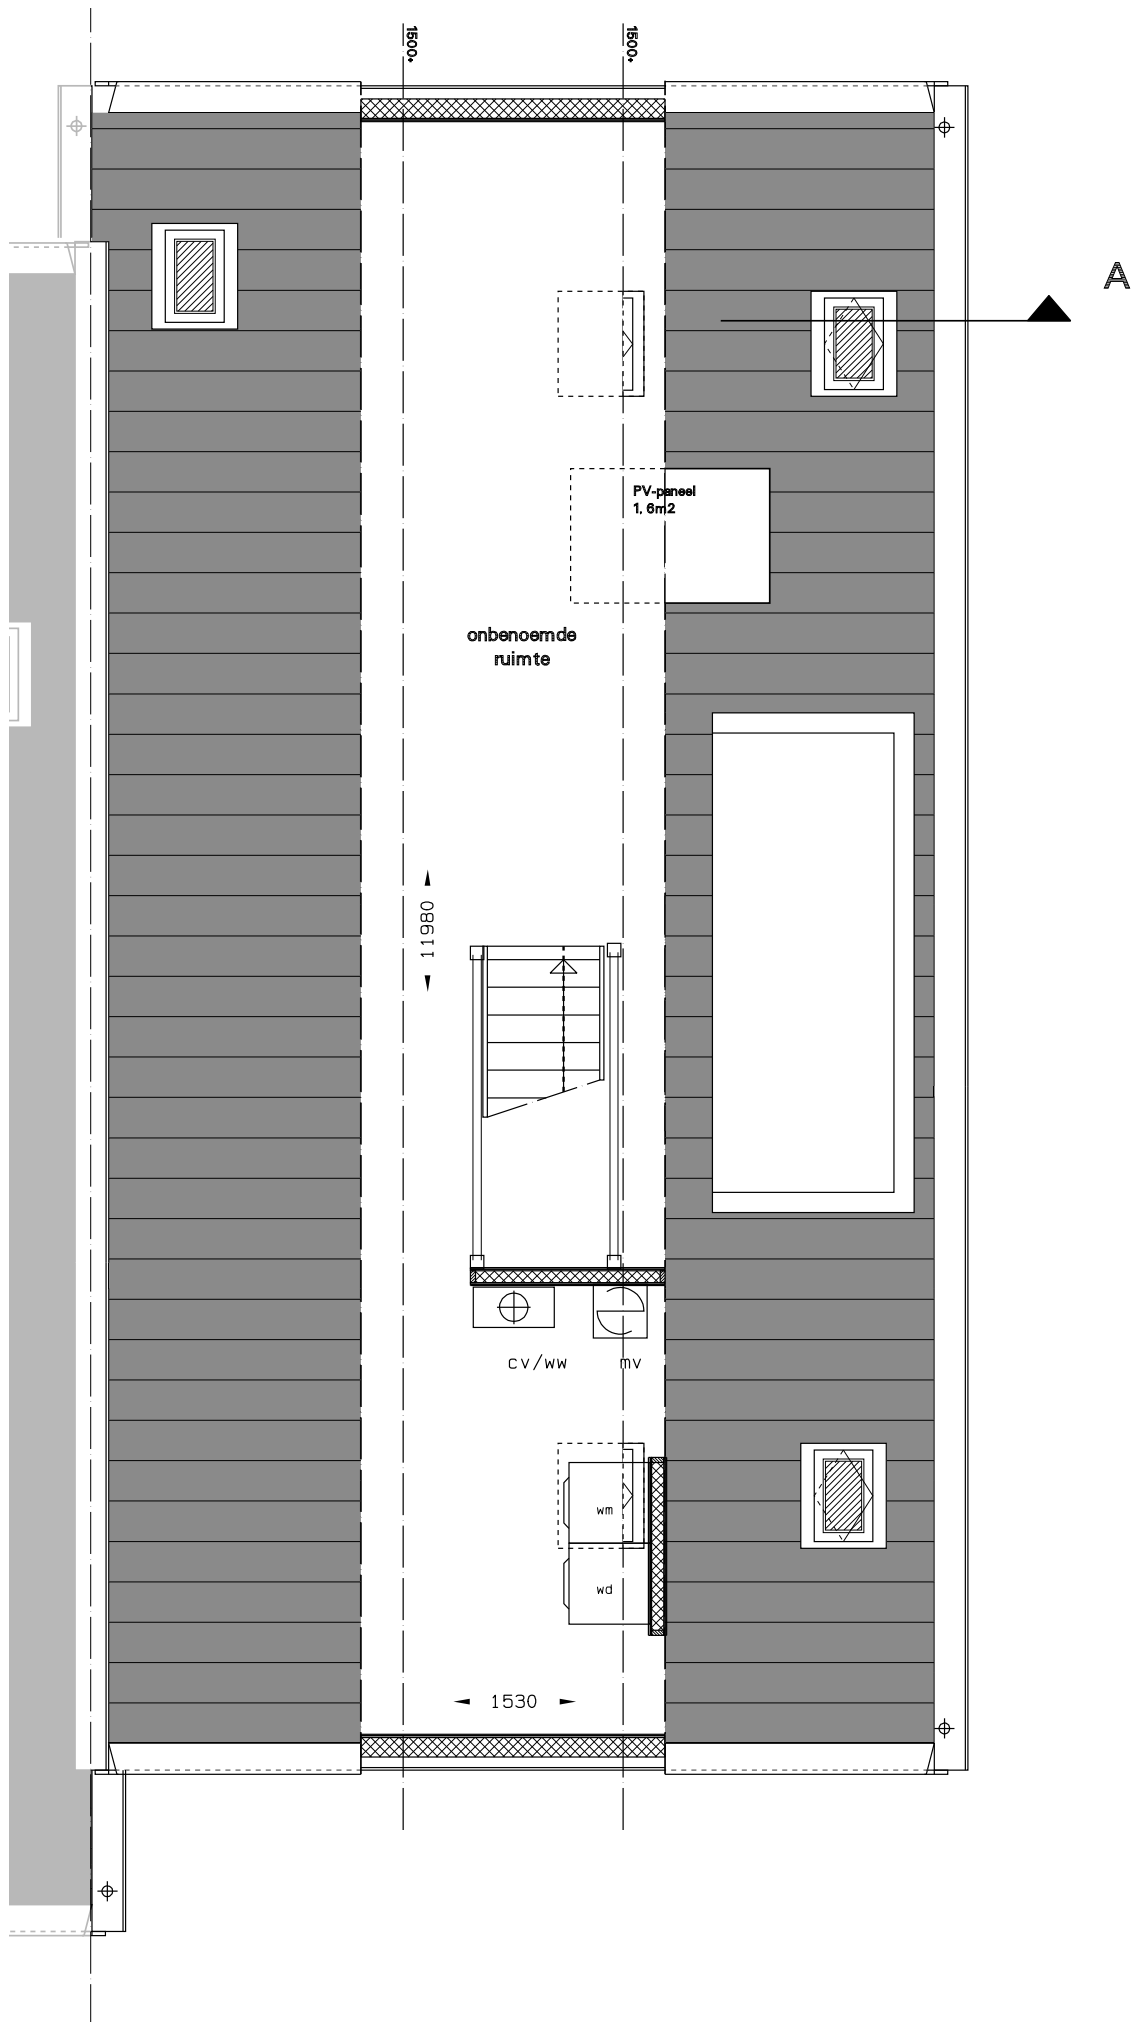 1500+
1500+
A
PV-paneel
1, 6m2
onbenoemde
ruimte
11980
cv/ww
mv
wm
wd
1530